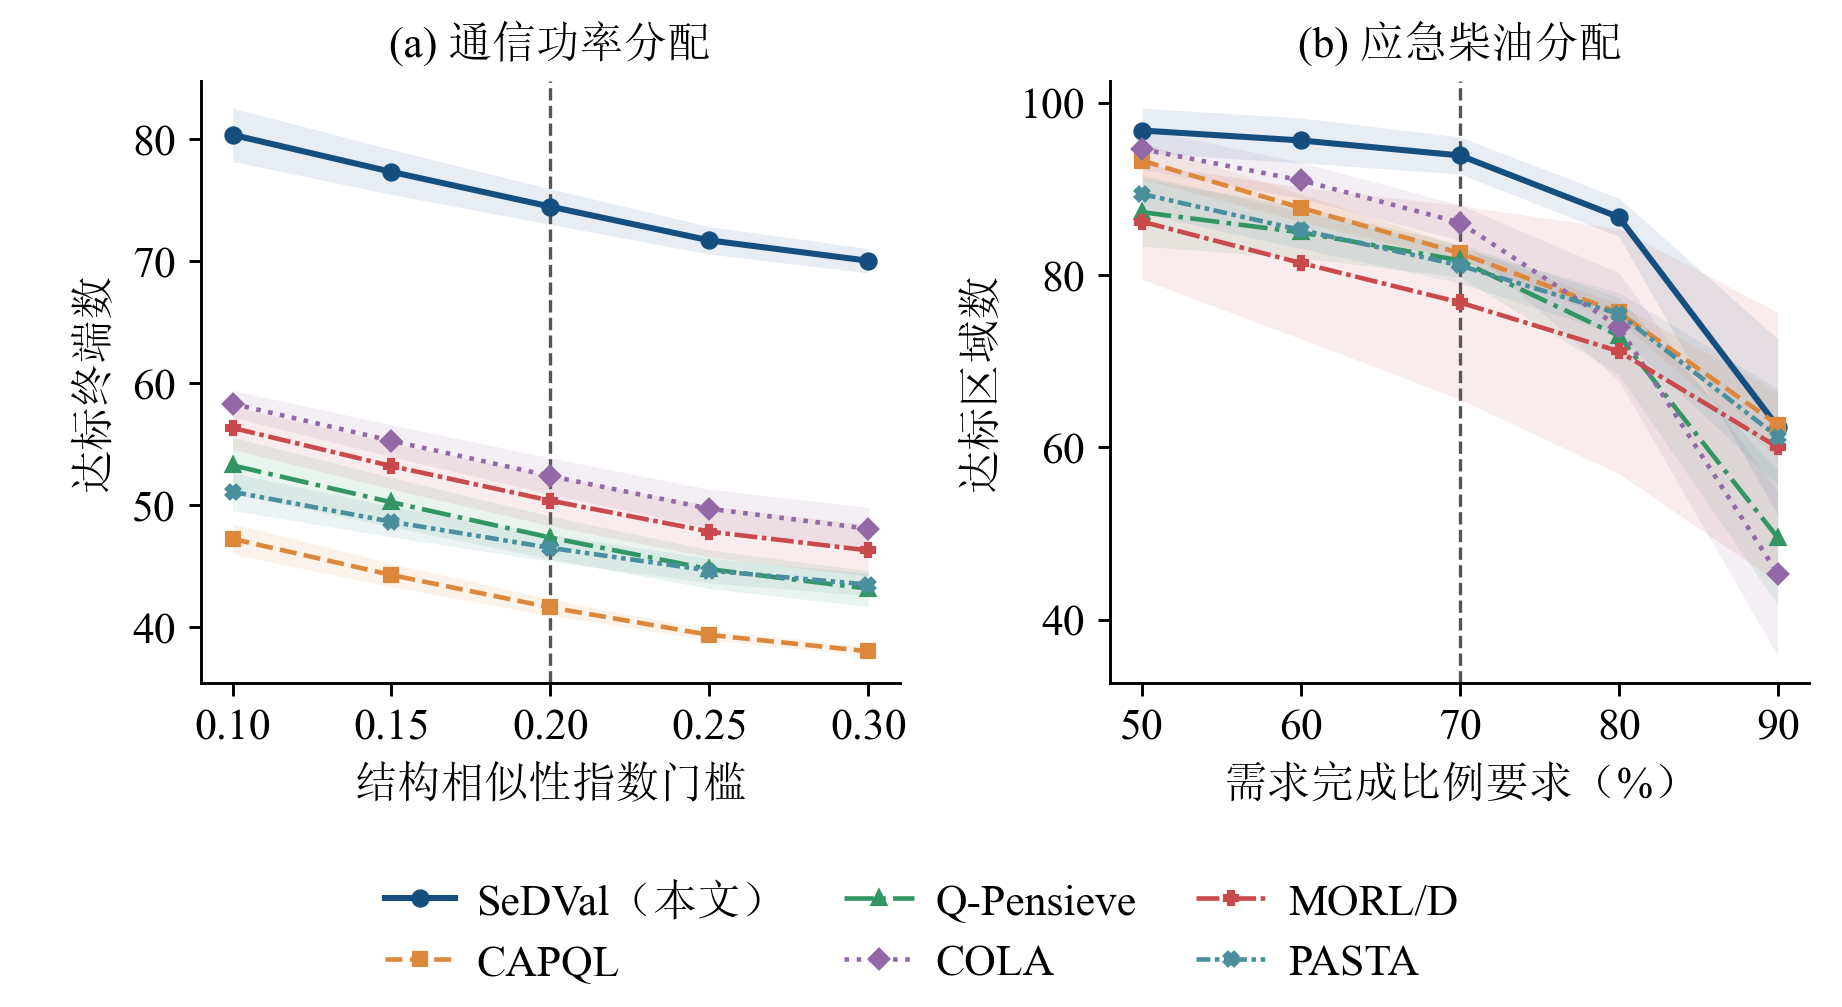 (a) 通信功率分配
达标终端数
80
70
60
50
40
0.10 0.15 0.20 0.25 0.30
结构相似性指数门槛
(b) 应急柴油分配
达标区域数
100
80
60
40
50 60 70 80 90
需求完成比例要求（%）
SeDVal（本文）
Q-Pensieve
MORL/D
CAPQL
COLA
PASTA